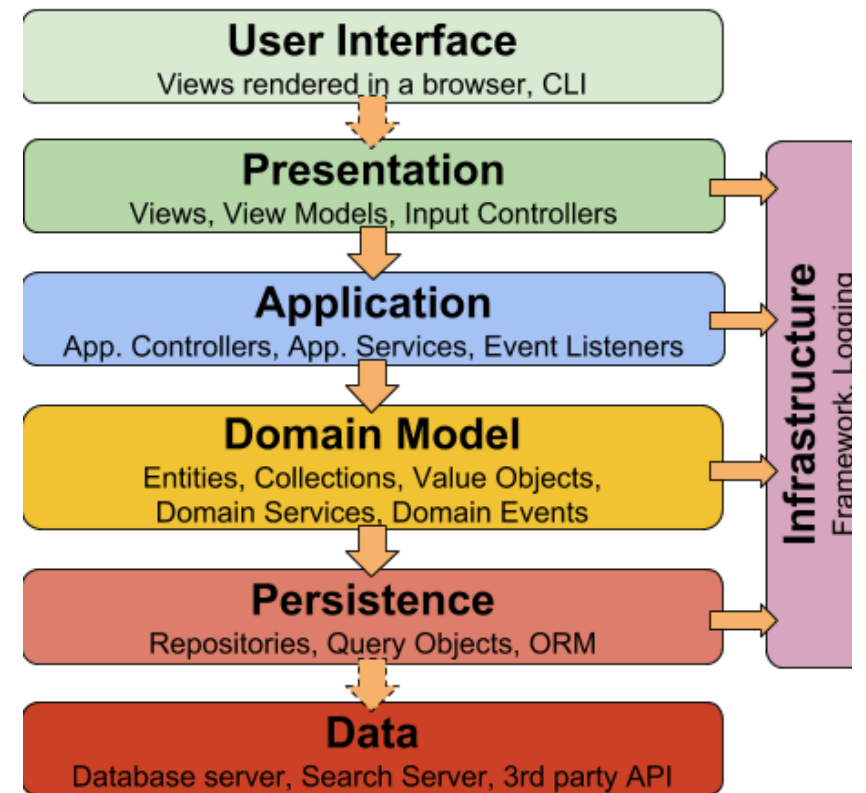 User Interface
Views rendered in a browser, CLI
Presentation
Views, View Models, Input Controllers
Application
App. Controllers, App. Services, Event Listeners
Domain Model
Entities, Collections, Value Objects,
Domain Services, Domain Events
Persistence
Repositories, Query Objects, ORM
Data
Database server, Search Server, 3rd party API
Infrastructure
Framework, Logging